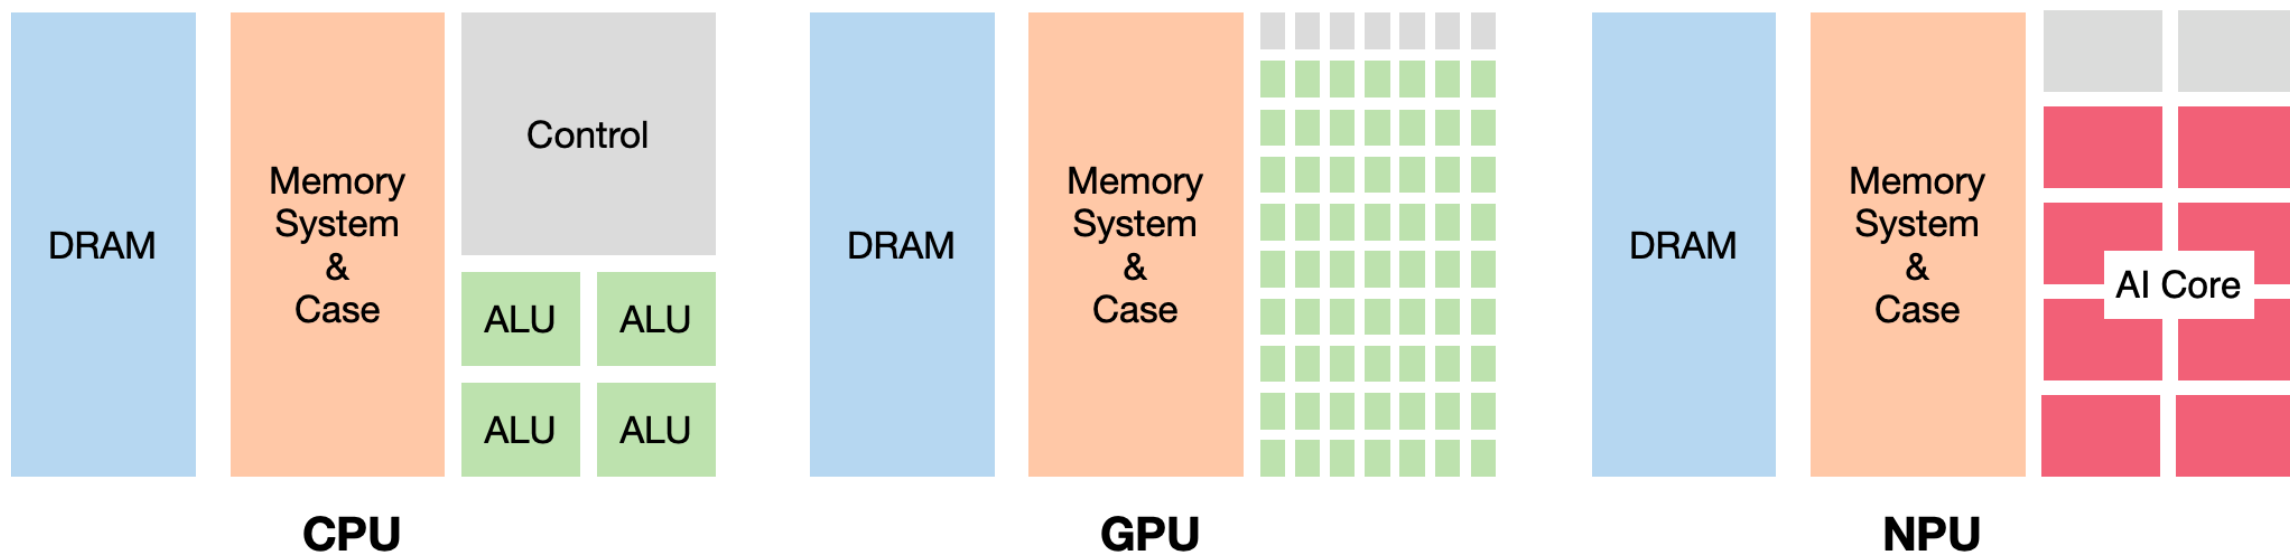 DRAM
Memory
System
&
Case
Control
ALU
ALU
ALU
ALU
CPU
DRAM
Memory
System
&
Case
GPU
DRAM
Memory
System
&
Case
AI Core
NPU